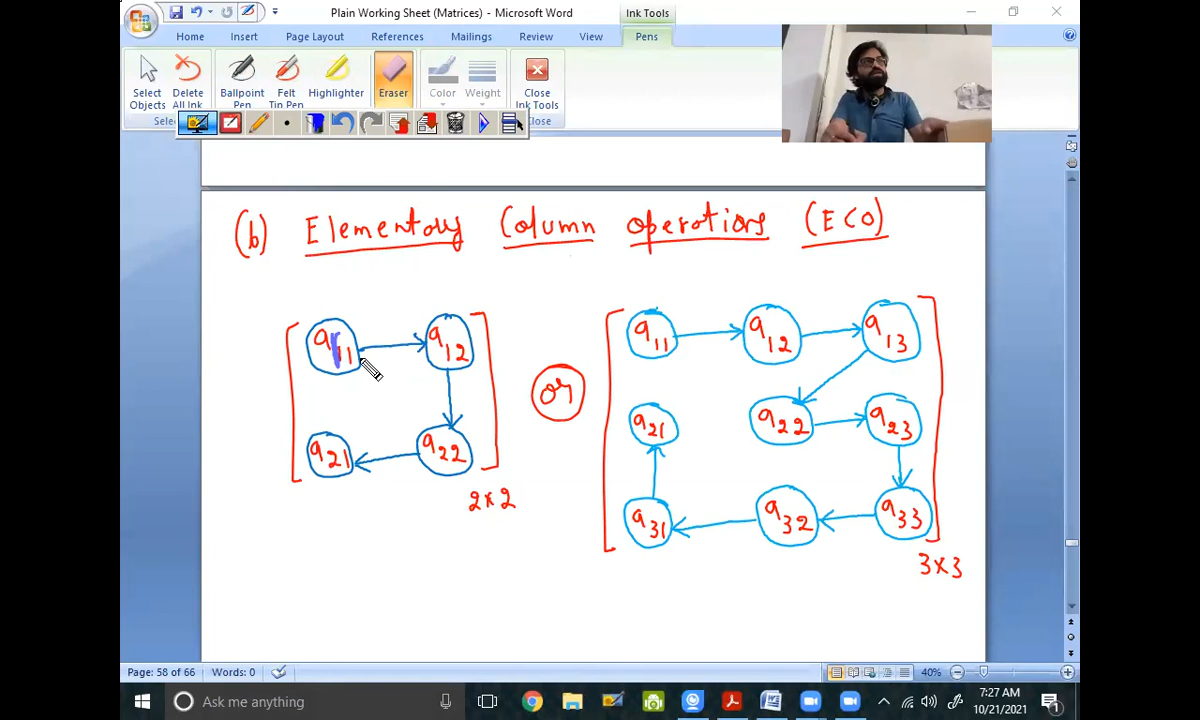 Plain Working Sheet (Matrices) - Microsoft Word
Ink Tools
Home Insert Page Layout References Mailings Review View Pens
Select Objects
Delete All Ink
Ballpoint Pen
Felt Tip Pen
Highlighter
Eraser
Color
Weight
Close Ink Tools
Close
(b) Elementary Column operations (ECO)
a11 a12
a21 a22
2×2
or
a11 a12 a13
a21 a22 a23
a31 a32 a33
3×3
Page: 58 of 66 Words: 0 40%
Ask me anything
7:27 AM
10/21/2021
1